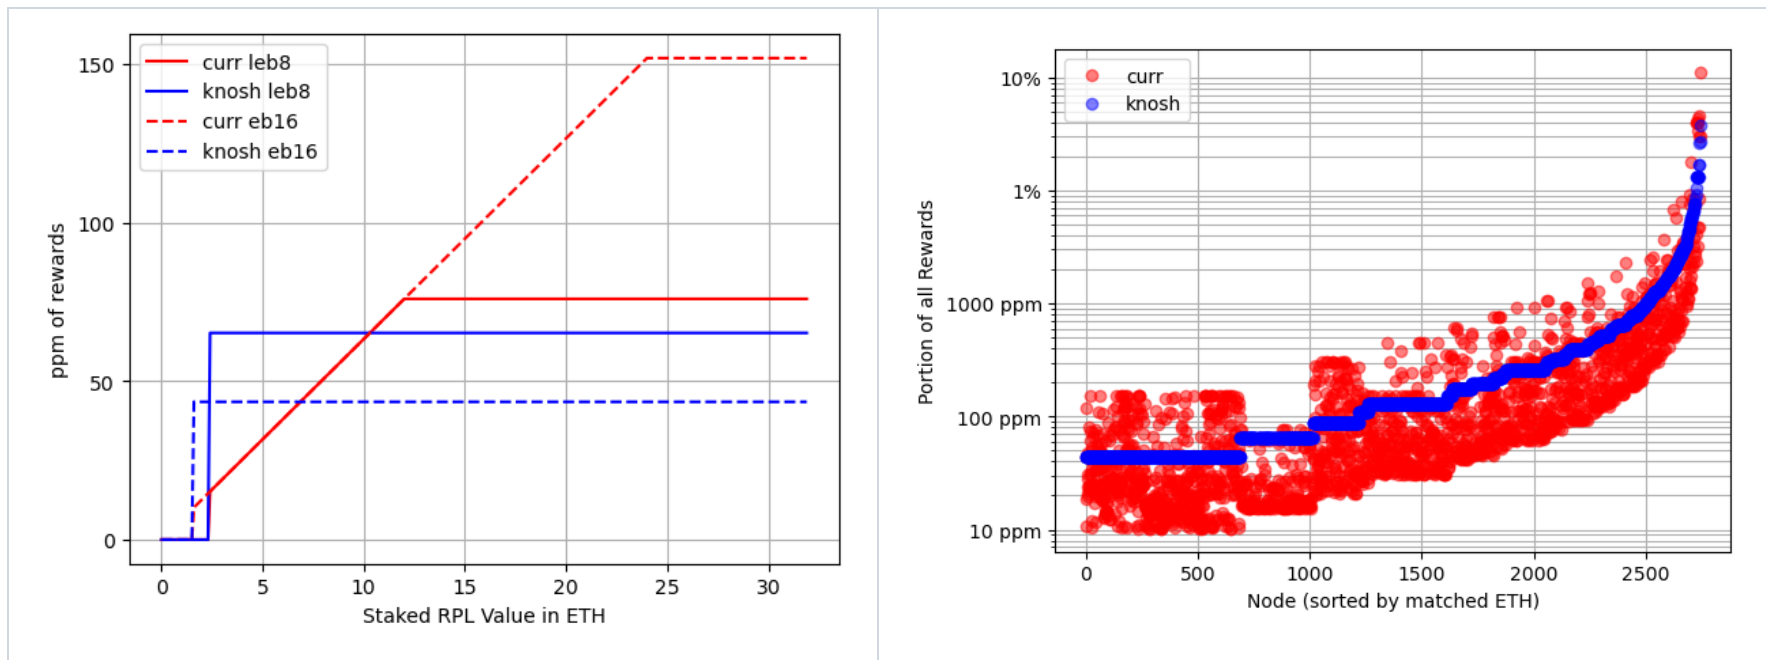 curr leb8
knosh leb8
curr eb16
knosh eb16
ppm of rewards
150
100
50
0
0 5 10 15 20 25 30
Staked RPL Value in ETH
curr
knosh
Portion of all Rewards
10%
1%
1000 ppm
100 ppm
10 ppm
0 500 1000 1500 2000 2500
Node (sorted by matched ETH)